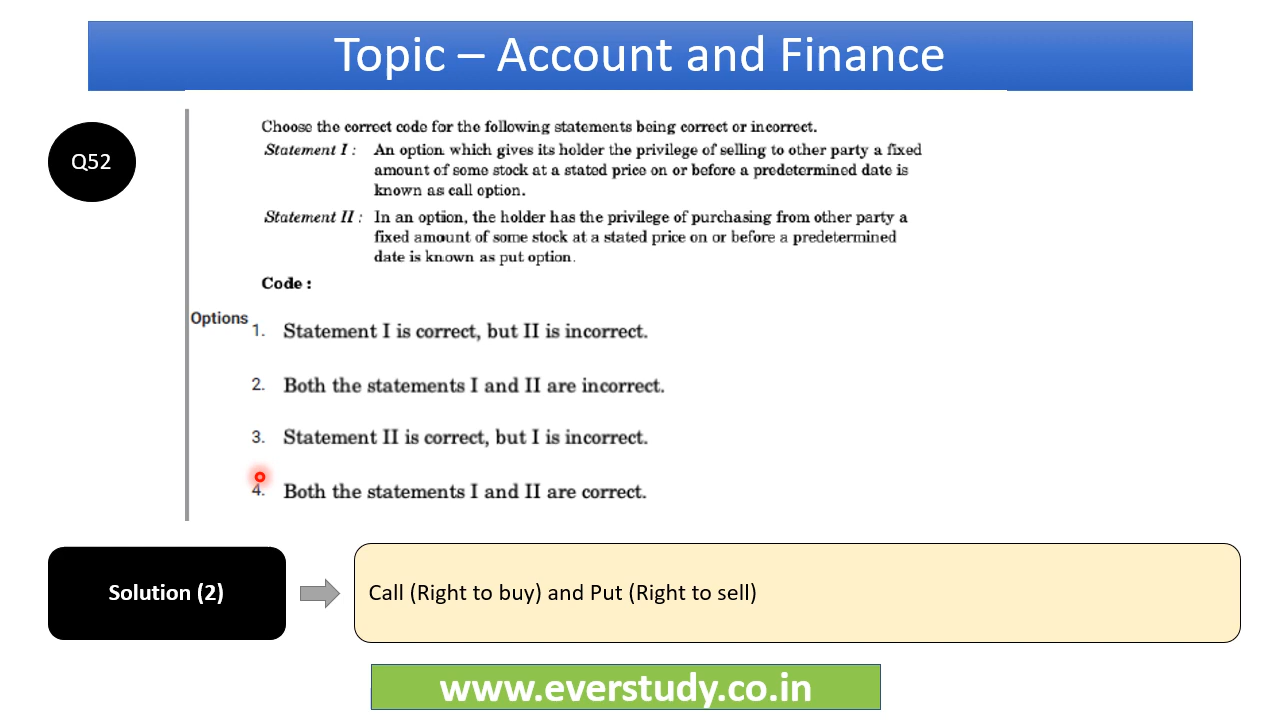 Topic – Account and Finance
Q52
Choose the correct code for the following statements being correct or incorrect.
Statement I : An option which gives its holder the privilege of selling to other party a fixed
amount of some stock at a stated price on or before a predetermined date is
known as call option.
Statement II : In an option, the holder has the privilege of purchasing from other party a
fixed amount of some stock at a stated price on or before a predetermined
date is known as put option.
Code :
Options
1. Statement I is correct, but II is incorrect.
2. Both the statements I and II are incorrect.
3. Statement II is correct, but I is incorrect.
4. Both the statements I and II are correct.
Solution (2)
Call (Right to buy) and Put (Right to sell)
www.everstudy.co.in